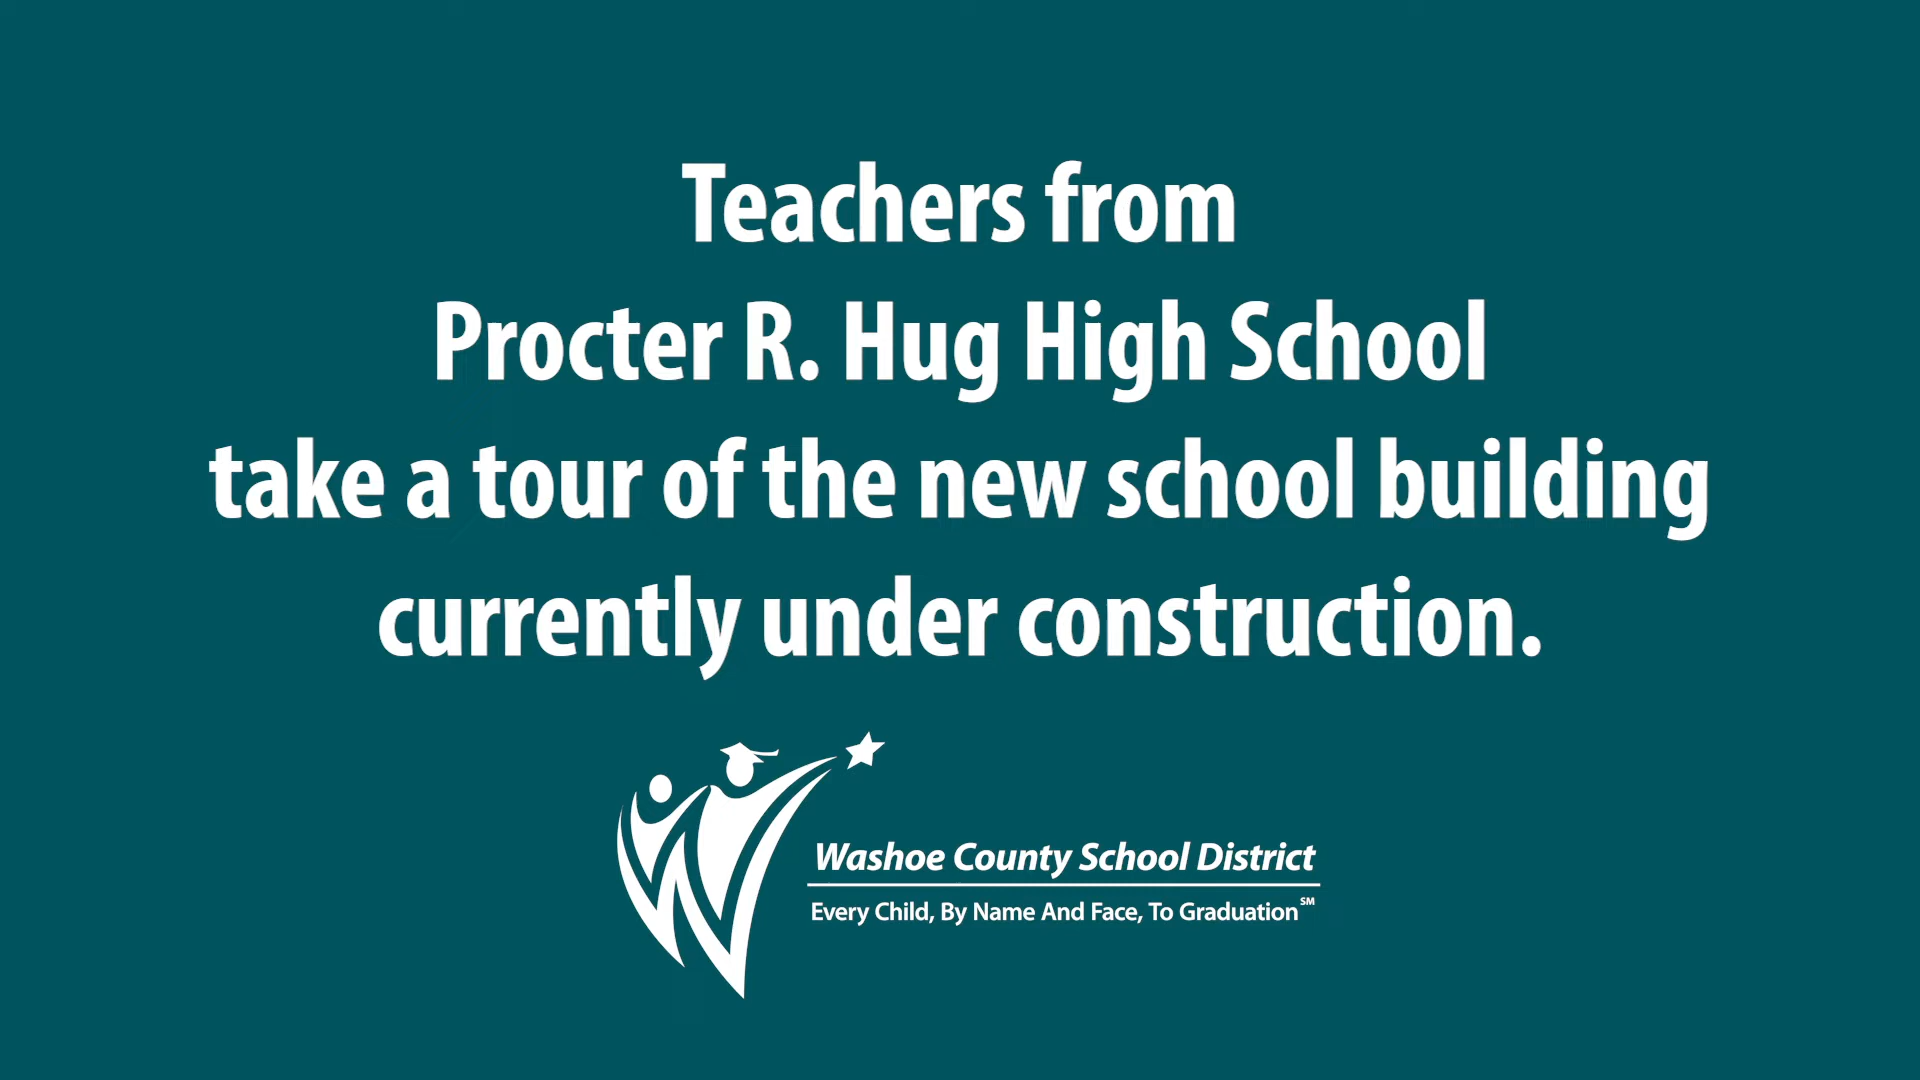 Teachers from
Procter R. Hug High School
take a tour of the new school building
currently under construction.
Washoe County School District
Every Child, By Name And Face, To Graduation℠